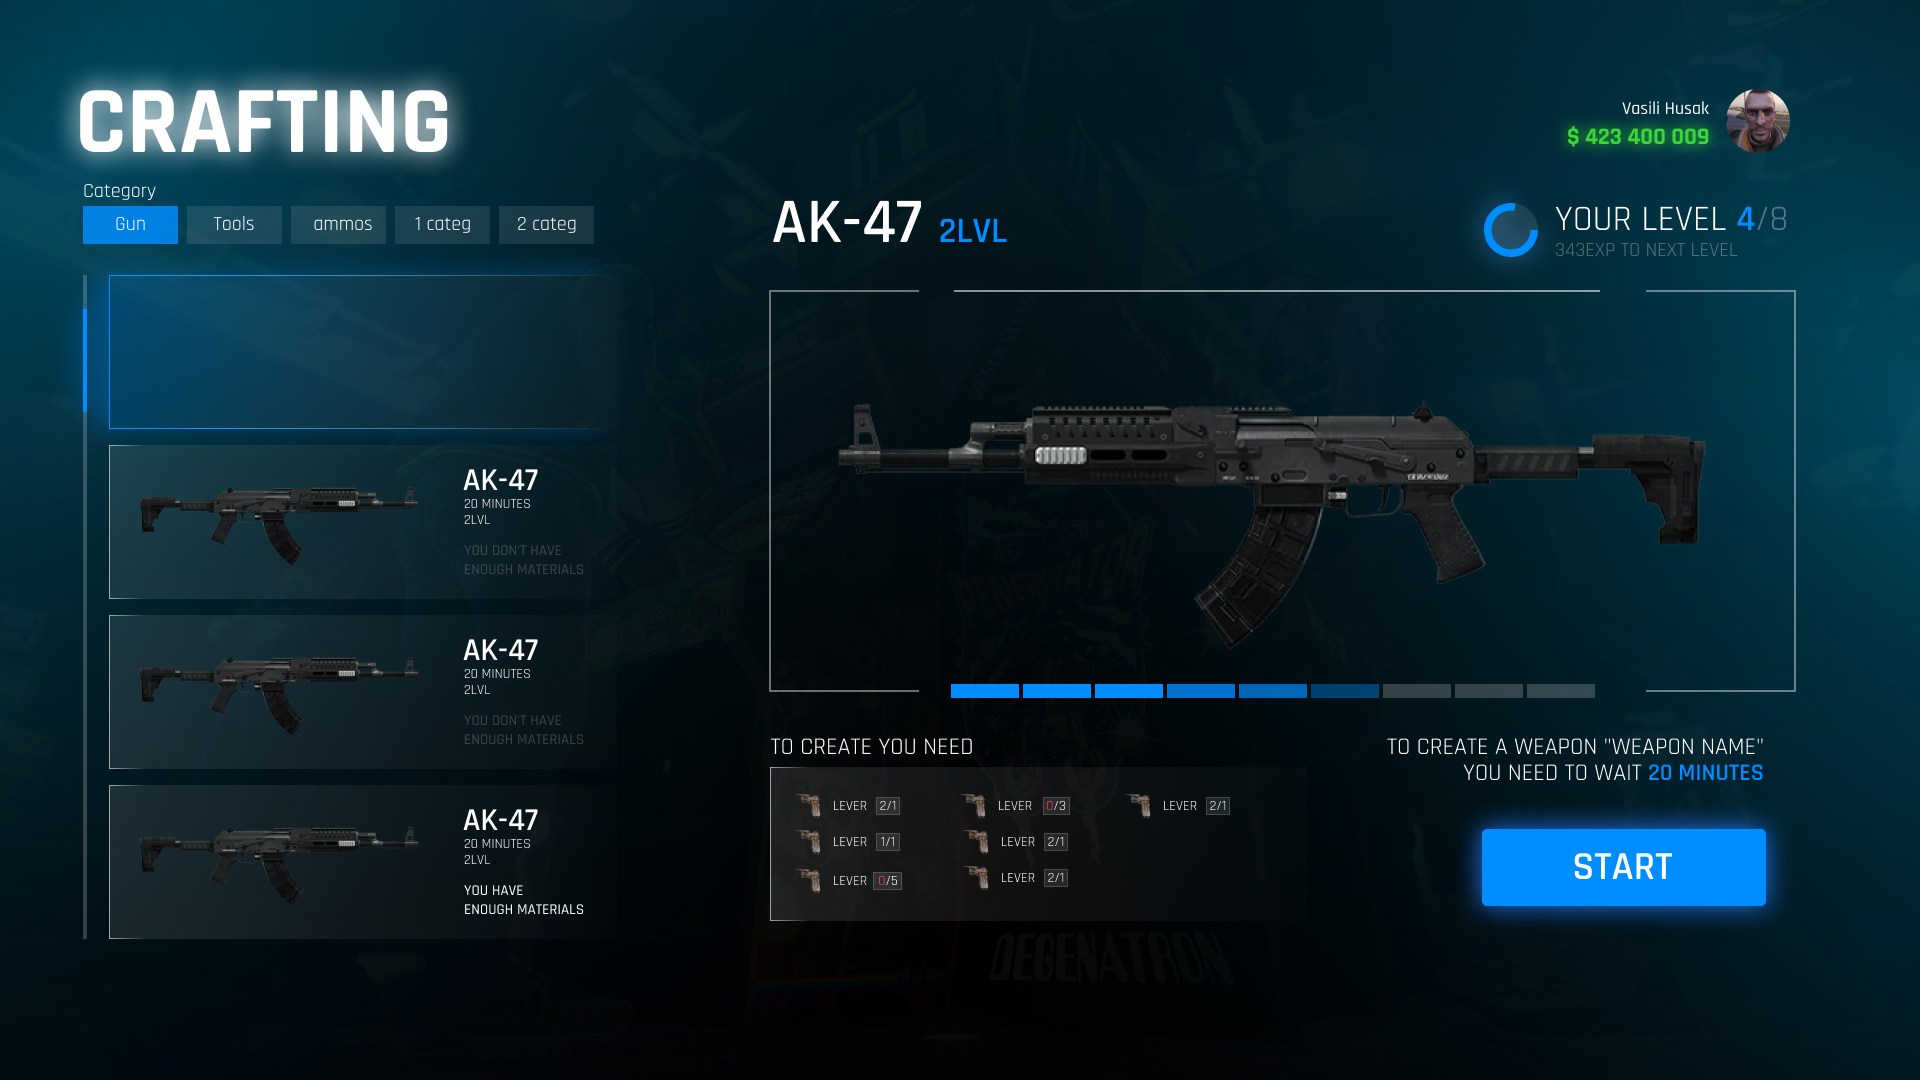 CRAFTING
Vasili Husak
$ 423 400 009
Category
Gun
Tools
ammos
1 categ
2 categ
AK-47 2LVL
YOUR LEVEL 4/8
343EXP TO NEXT LEVEL
AK-47
20 MINUTES
2LVL
YOU DON'T HAVE
ENOUGH MATERIALS
AK-47
20 MINUTES
2LVL
YOU DON'T HAVE
ENOUGH MATERIALS
AK-47
20 MINUTES
2LVL
YOU HAVE
ENOUGH MATERIALS
TO CREATE YOU NEED
LEVER 2/1
LEVER 0/3
LEVER 2/1
LEVER 1/1
LEVER 2/1
LEVER 0/5
LEVER 2/1
TO CREATE A WEAPON "WEAPON NAME"
YOU NEED TO WAIT 20 MINUTES
START
PENETRATOR
DEGENATRON